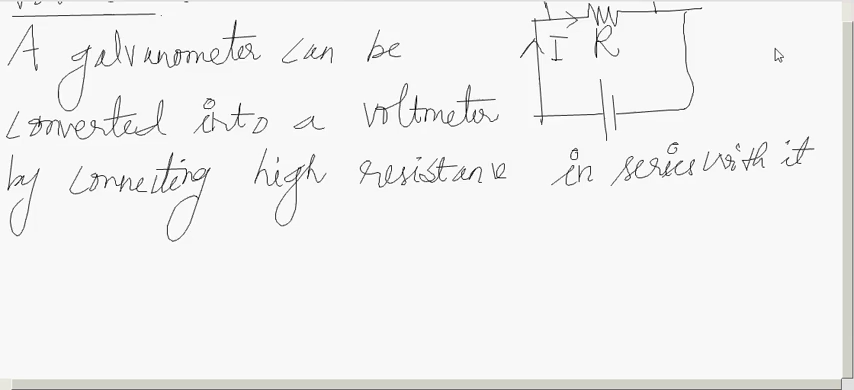 A galvanometer can be
I R
converted into a voltmeter
by connecting high resistance in series with it